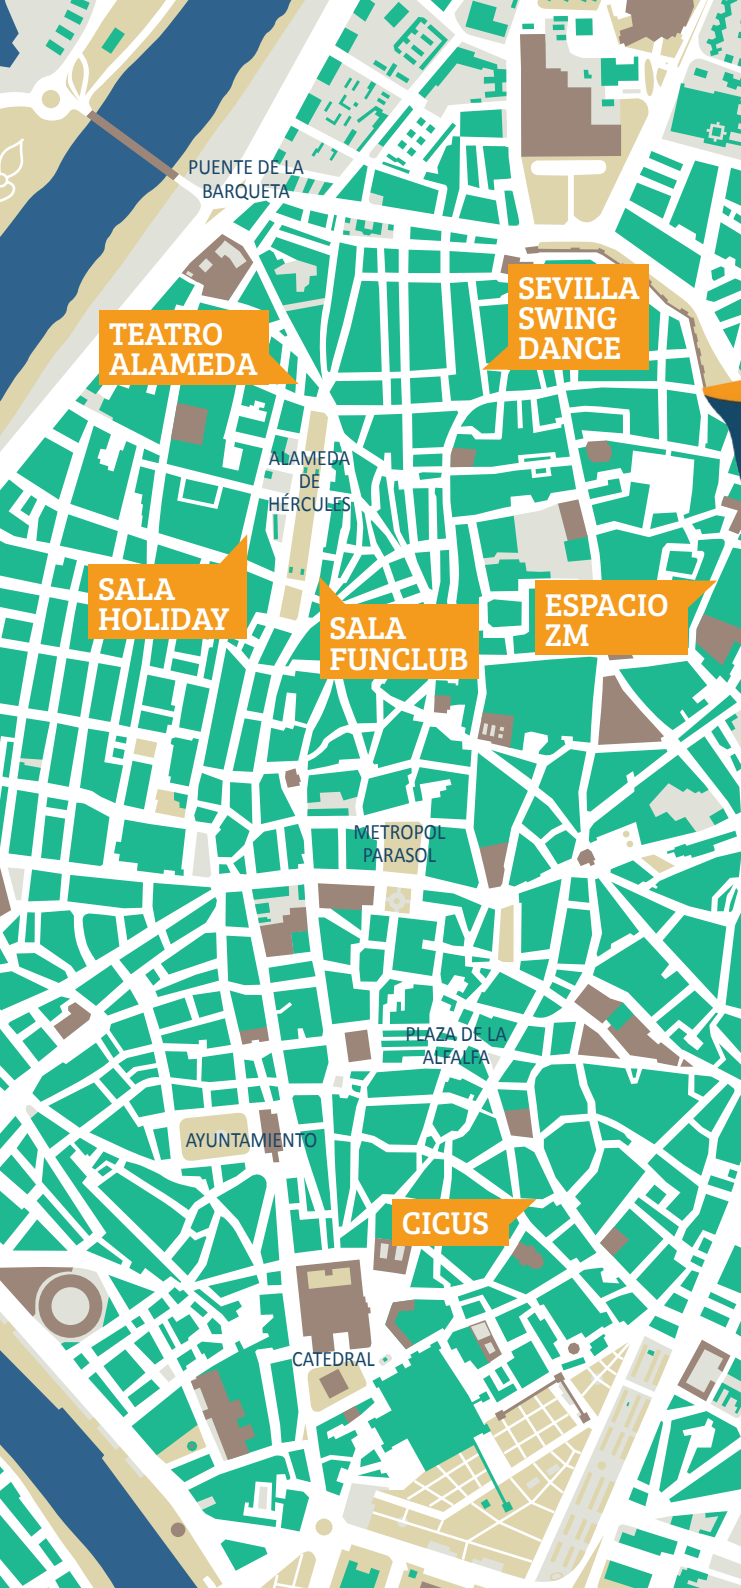 PUENTE DE LA
BARQUETA
SEVILLA
SWING
DANCE
TEATRO
ALAMEDA
ALAMEDA
DE
HÉRCULES
SALA
HOLIDAY
ESPACIO
ZM
SALA
FUNCLUB
METROPOL
PARASOL
PLAZA DE LA
ALFALFA
AYUNTAMIENTO
CICUS
CATEDRAL